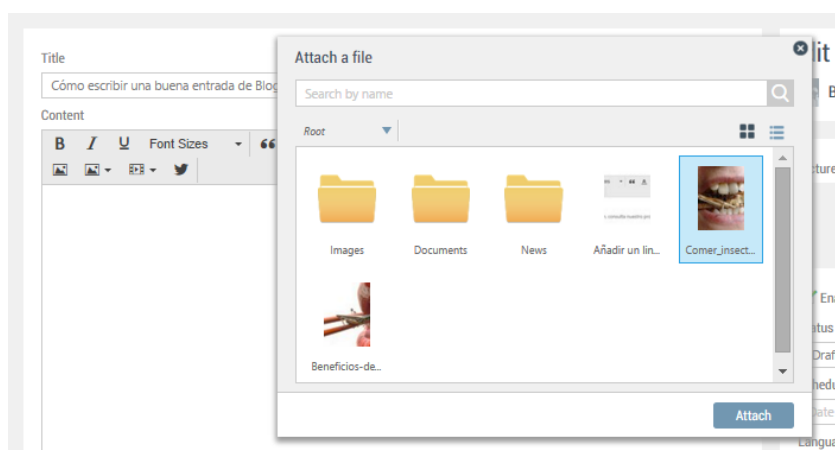 Title
Cómo escribir una buena entrada de Blog
Content
B I U Font Sizes
Attach a file
Search by name
Root
Images
Documents
News
Añadir un lin...
Comer_insect...
Beneficios-de...
Attach